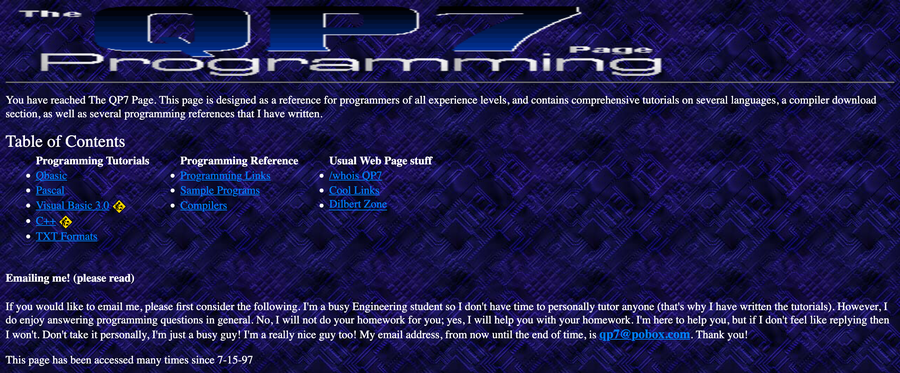 The QP7
Programming Page
You have reached The QP7 Page. This page is designed as a reference for programmers of all experience levels, and contains comprehensive tutorials on several languages, a compiler download
section, as well as several programming references that I have written.
Table of Contents
Programming Tutorials
Qbasic
Pascal
Visual Basic 3.0
C++
TXT Formats
Programming Reference
Programming Links
Sample Programs
Compilers
Usual Web Page stuff
/whois QP7
Cool Links
Dilbert Zone
Emailing me! (please read)
If you would like to email me, please first consider the following. I'm a busy Engineering student so I don't have time to personally tutor anyone (that's why I have written the tutorials). However, I
do enjoy answering programming questions in general. No, I will not do your homework for you; yes, I will help you with your homework. I'm here to help you, but if I don't feel like replying then
I won't. Don't take it personally, I'm just a busy guy! I'm a really nice guy too! My email address, from now until the end of time, is qp7@pobox.com. Thank you!
This page has been accessed many times since 7-15-97